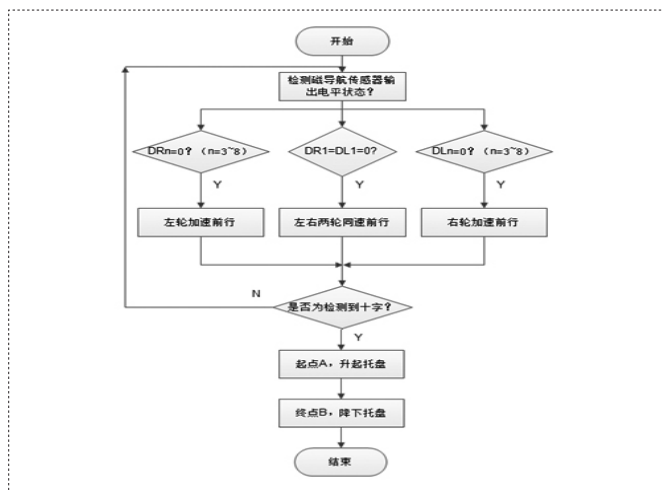 开始
检测磁导航传感器输
出电平状态?
DRn=0? (n=3~8)
DR1=DL1=0?
DLn=0? (n=3~8)
Y
Y
Y
左轮加速前行
左右两轮同速前行
右轮加速前行
N
是否为检测到十字?
Y
起点A，升起托盘
终点B，降下托盘
结束